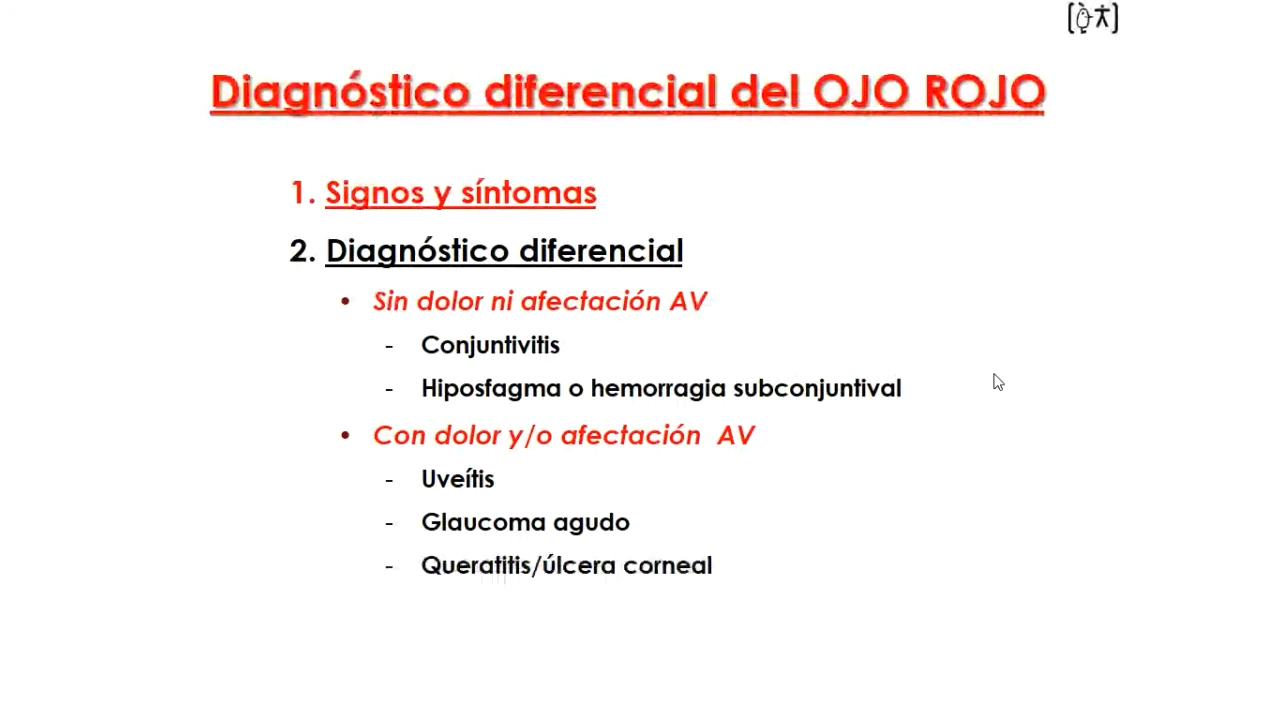 Diagnóstico diferencial del OJO ROJO
1. Signos y síntomas
2. Diagnóstico diferencial
• Sin dolor ni afectación AV
- Conjuntivitis
- Hiposfagma o hemorragia subconjuntival
• Con dolor y/o afectación AV
- Uveítis
- Glaucoma agudo
- Queratitis/úlcera corneal